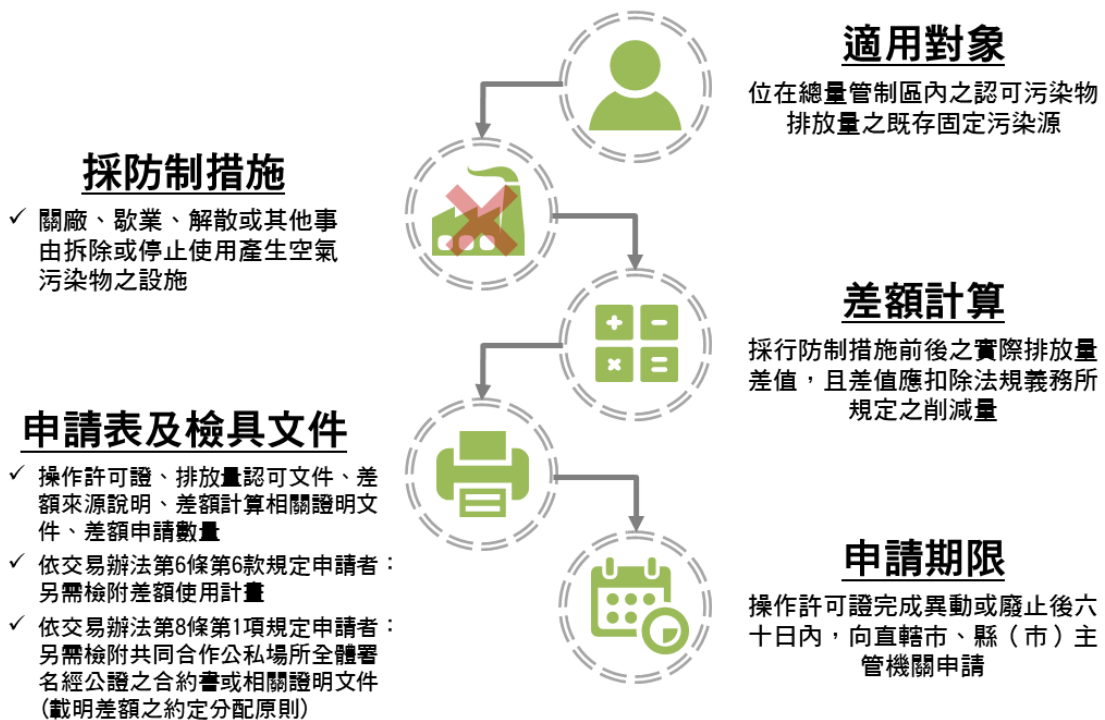 適用對象
位在總量管制區內之認可污染物
排放量之既存固定污染源
採防制措施
✓ 關廠、歇業、解散或其他事
由拆除或停止使用產生空氣
污染物之設施
差額計算
採行防制措施前後之實際排放量
差值，且差值應扣除法規義務所
規定之削減量
申請表及檢具文件
✓ 操作許可證、排放量認可文件、差
額來源說明、差額計算相關證明文
件、差額申請數量
✓ 依交易辦法第6條第6款規定申請者：
另需檢附差額使用計畫
✓ 依交易辦法第8條第1項規定申請者：
另需檢附共同合作公私場所全體署
名經公證之合約書或相關證明文件
(載明差額之約定分配原則)
申請期限
操作許可證完成異動或廢止後六
十日內，向直轄市、縣（市）主
管機關申請